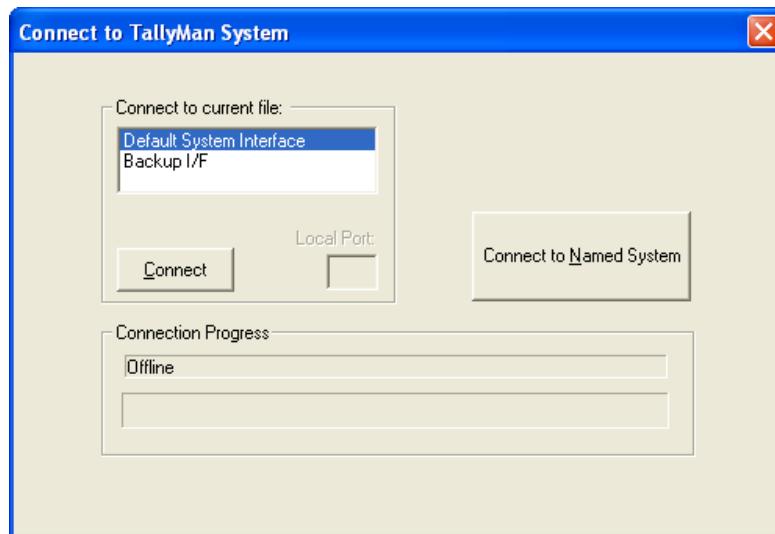 Connect to TallyMan System
Connect to current file:
Default System Interface
Backup I/F
Local Port:
Connect
Connect to Named System
Connection Progress
Offline